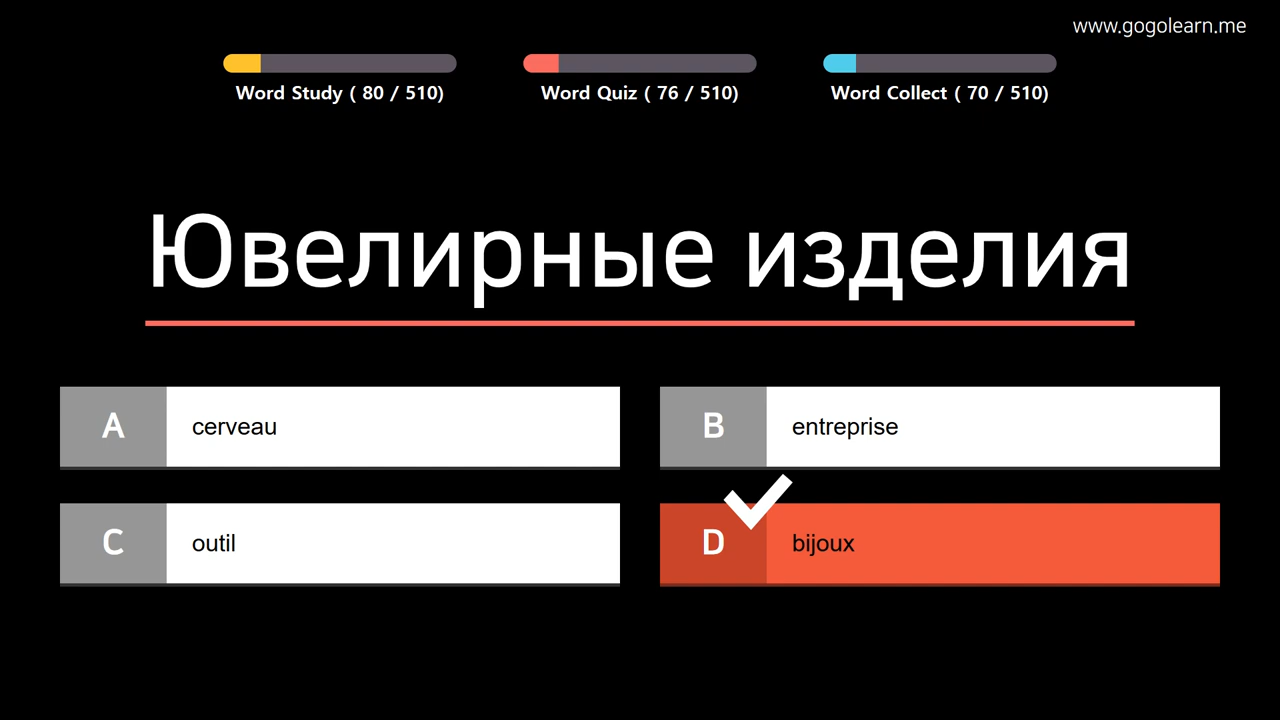 www.gogolearn.me
Word Study ( 80 / 510)
Word Quiz ( 76 / 510)
Word Collect ( 70 / 510)
Ювелирные изделия
A cerveau
B entreprise
C outil
D bijoux